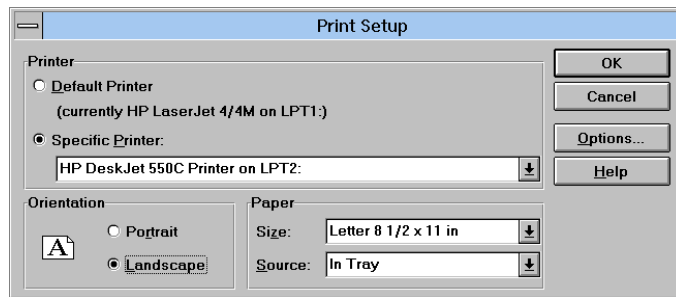 Print Setup
Printer
Default Printer
(currently HP LaserJet 4/4M on LPT1:)
Specific Printer:
HP DeskJet 550C Printer on LPT2:
OK
Cancel
Options...
Help
Orientation
A
Portrait
Landscape
Paper
Size: Letter 8 1/2 x 11 in
Source: In Tray